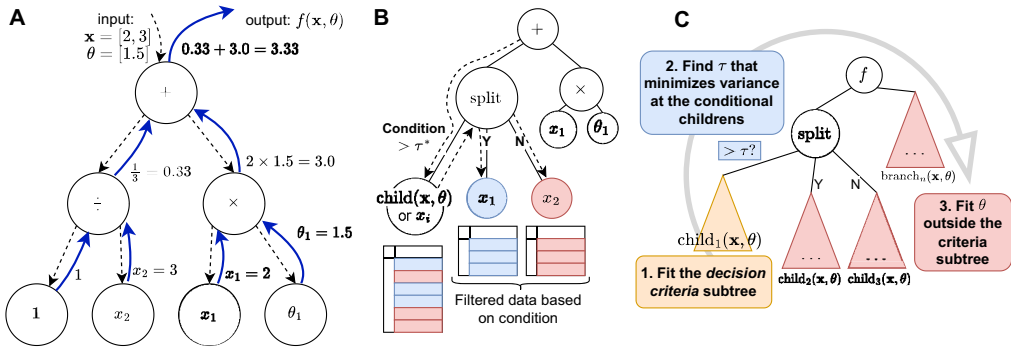 A
input:
x = [2, 3]
θ = [1.5]
output: f(x, θ)
0.33 + 3.0 = 3.33
+
1/3 = 0.33
2 × 1.5 = 3.0
÷
×
θ₁ = 1.5
1
x₂ = 3
x₁ = 2
1
x₂
x₁
θ₁
B
+
split
×
Condition
> τ*
Y
N
x₁
θ₁
child(x, θ)
or xᵢ
x₁
x₂
Filtered data based
on condition
C
2. Find τ that
minimizes variance
at the conditional
childrens
f
split
> τ?
Y
N
...
branchₙ(x, θ)
child₁(x, θ)
...
...
child₂(x, θ)
child₃(x, θ)
1. Fit the decision
criteria subtree
3. Fit θ
outside the
criteria
subtree